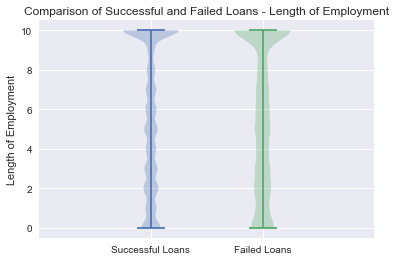 Comparison of Successful and Failed Loans - Length of Employment
10
8
6
4
2
0
Length of Employment
Successful Loans
Failed Loans